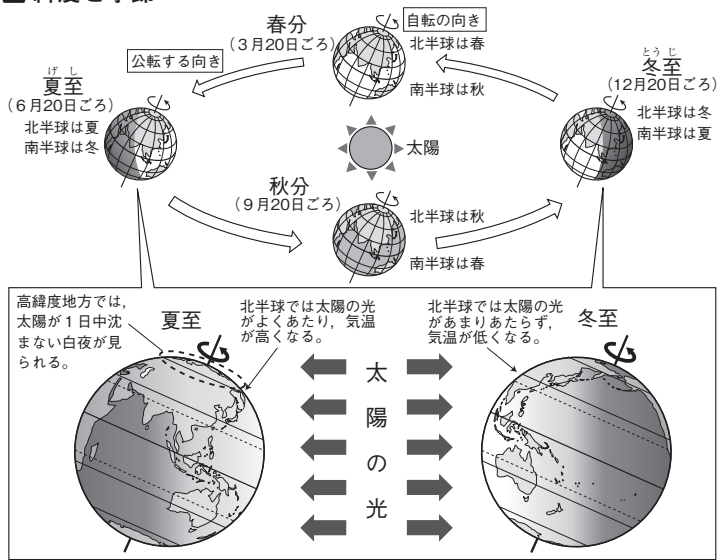 春分
(3月20日ごろ)
自転の向き
北半球は春
南半球は秋
公転する向き
げし
夏至
(6月20日ごろ)
北半球は夏
南半球は冬
とうじ
冬至
(12月20日ごろ)
北半球は冬
南半球は夏
太陽
秋分
(9月20日ごろ)
北半球は秋
南半球は春
高緯度地方では,
太陽が1日中沈
まない白夜が見
られる。
夏至
北半球では太陽の光
がよくあたり,気温
が高くなる。
北半球では太陽の光
があまりあたらず,
気温が低くなる。
冬至
太陽の光